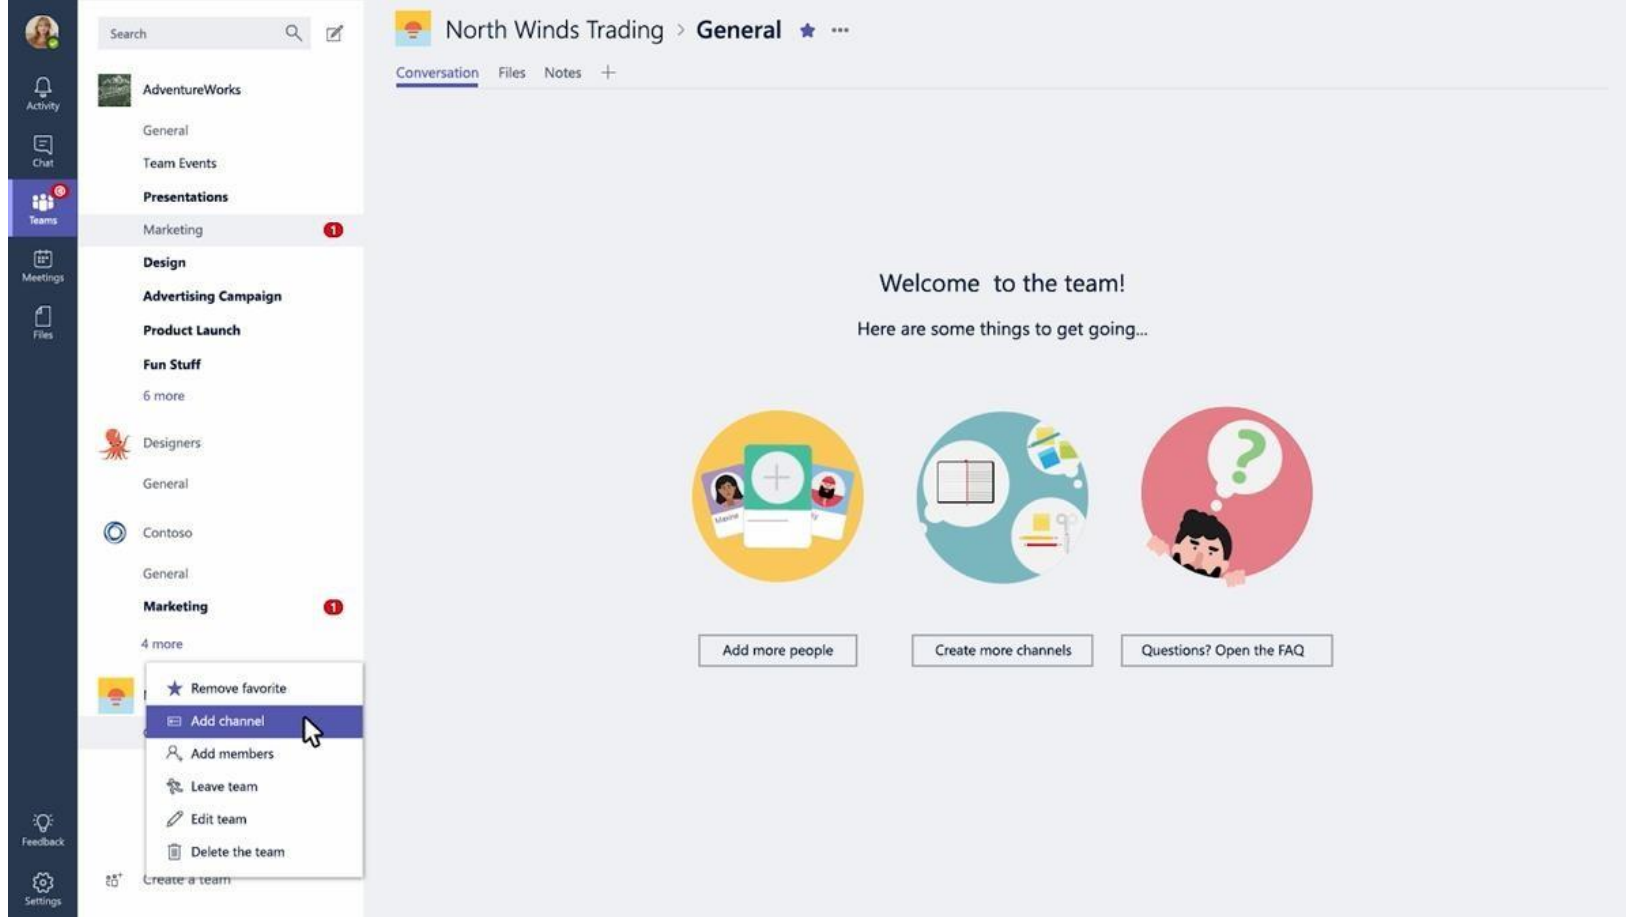 Activity
Chat
Teams
Meetings
Files
Feedback
Settings
Search
AdventureWorks
General
Team Events
Presentations
Marketing
1
Design
Advertising Campaign
Product Launch
Fun Stuff
6 more
Designers
General
Contoso
General
Marketing
1
4 more
Remove favorite
Add channel
Add members
Leave team
Edit team
Delete the team
Create a team
North Winds Trading > General
Conversation Files Notes
Welcome to the team!
Here are some things to get going...
Maxine
Add more people
Create more channels
Questions? Open the FAQ